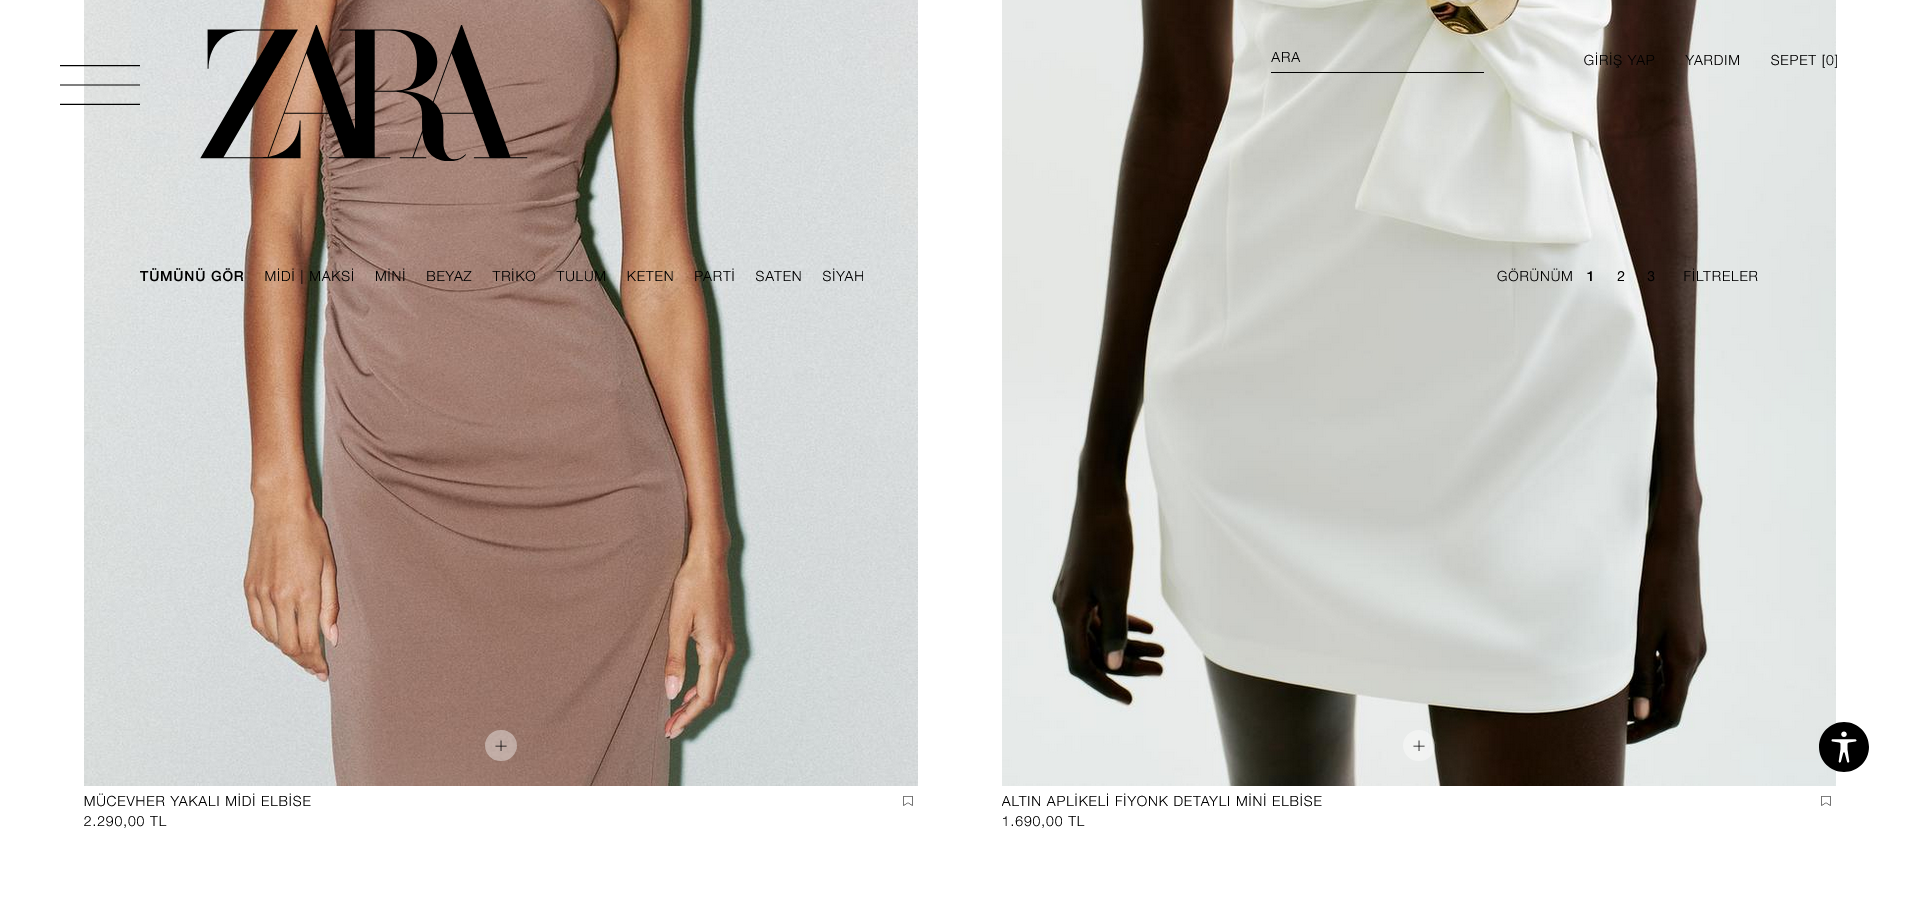 ZARA
ARA
GİRİŞ YAP YARDIM SEPET [0]
TÜMÜNÜ GÖR MİDİ | MAKSİ MİNİ BEYAZ TRİKO TULUM KETEN PARTİ SATEN SİYAH
GÖRÜNÜM 1 2 3 FİLTRELER
MÜCEVHER YAKALI MİDİ ELBİSE
2.290,00 TL
ALTIN APLİKELİ FİYONK DETAYLI MİNİ ELBİSE
1.690,00 TL